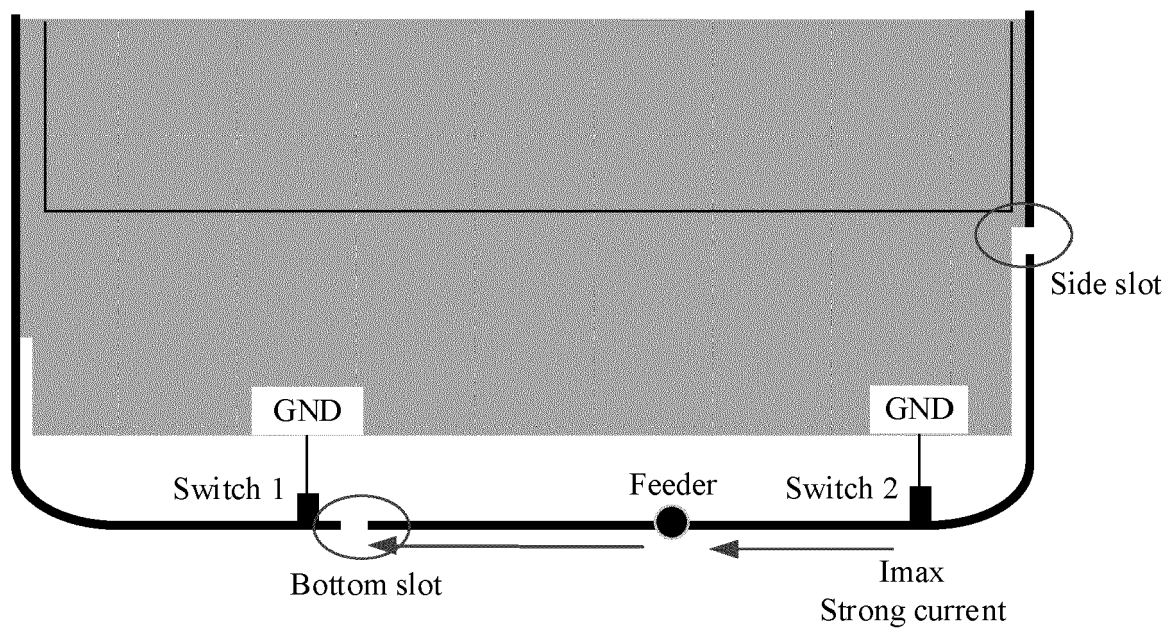 Side slot
GND
GND
Switch 1
Feeder
Switch 2
Bottom slot
Imax
Strong current